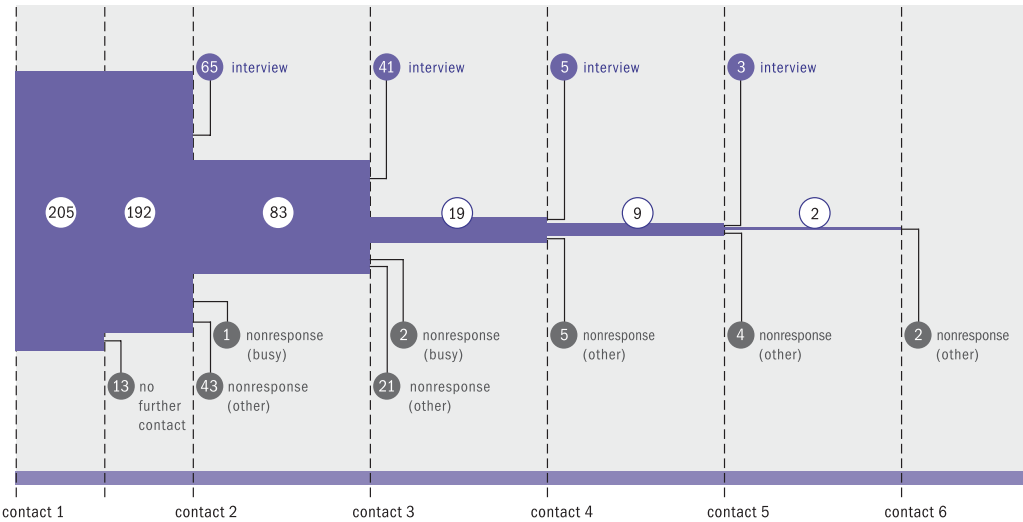 65 interview
41 interview
5 interview
3 interview
205
192
83
19
9
2
1 nonresponse
(busy)
2 nonresponse
(busy)
5 nonresponse
(other)
4 nonresponse
(other)
2 nonresponse
(other)
13 no
further
contact
43 nonresponse
(other)
21 nonresponse
(other)
contact 1
contact 2
contact 3
contact 4
contact 5
contact 6